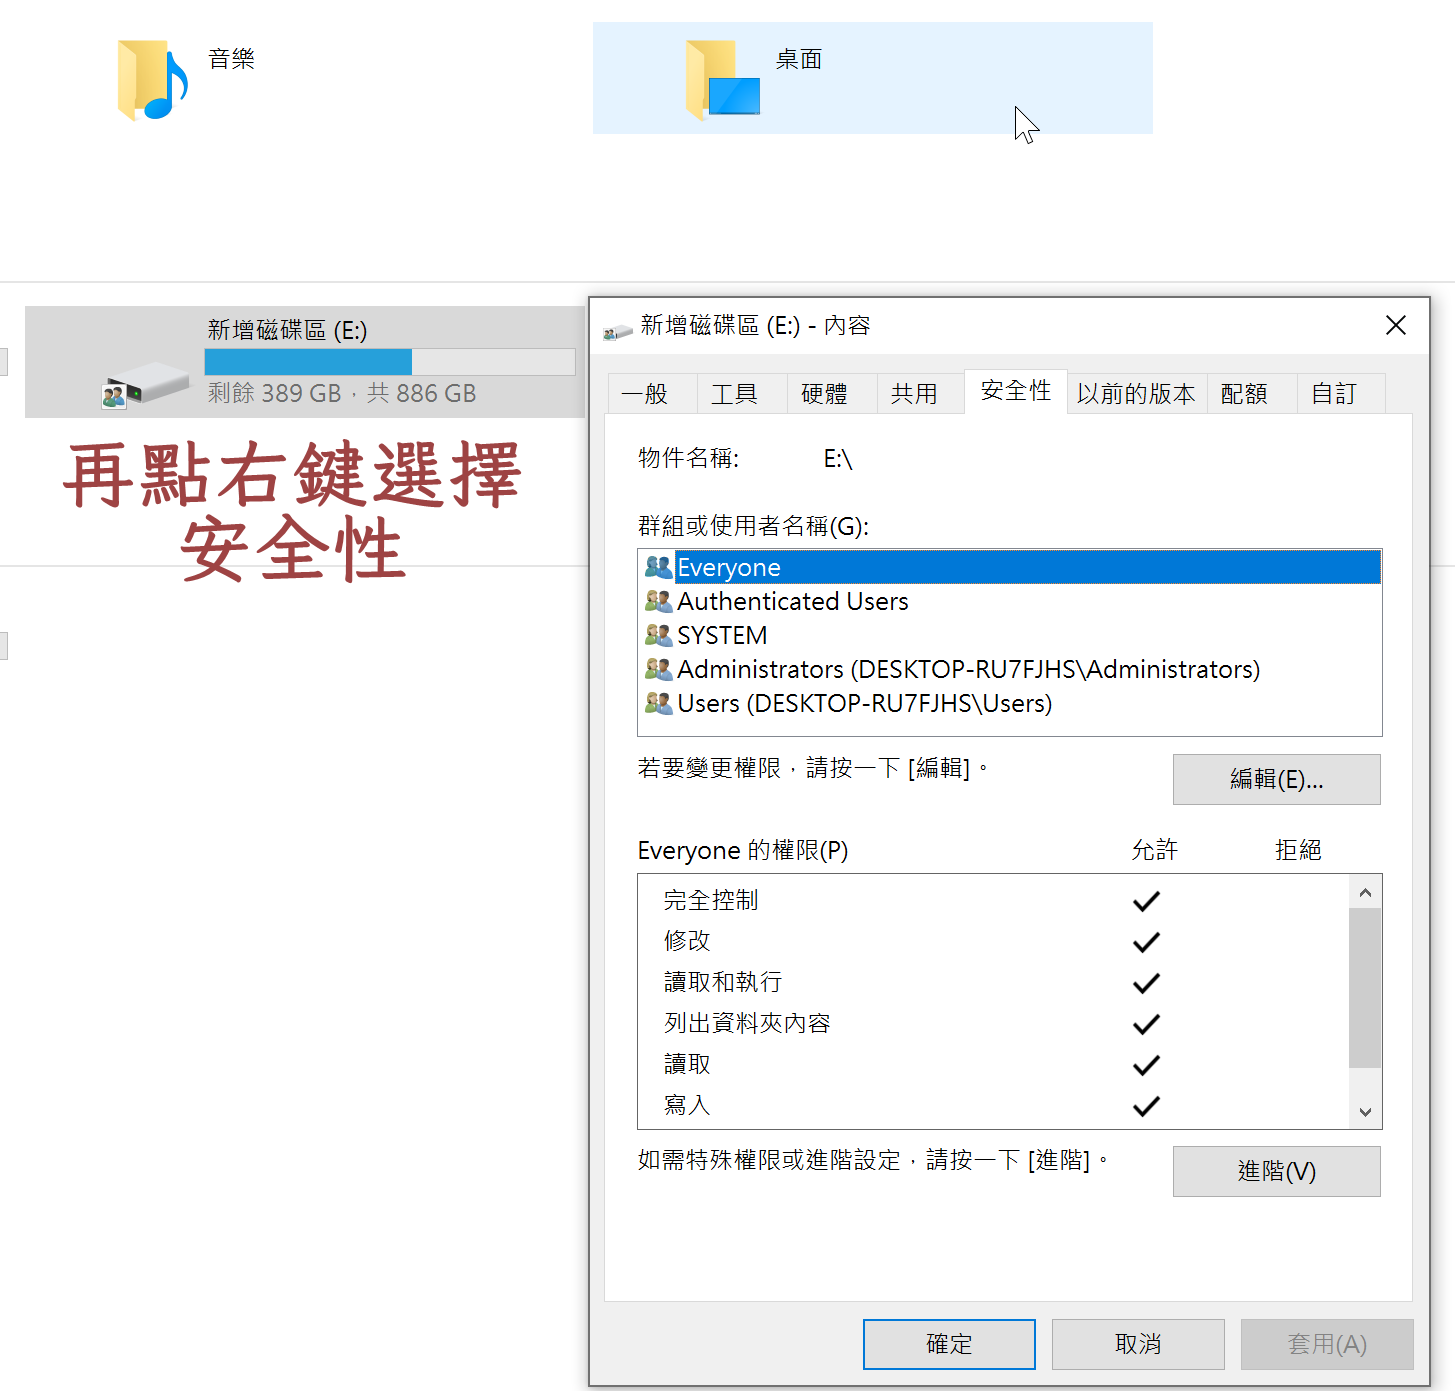 音樂
桌面
新增磁碟區 (E:)
剩餘 389 GB，共 886 GB
再點右鍵選擇
安全性
新增磁碟區 (E:) - 內容
一般 工具 硬體 共用 安全性 以前的版本 配額 自訂
物件名稱: E:\
群組或使用者名稱(G):
Everyone
Authenticated Users
SYSTEM
Administrators (DESKTOP-RU7FJHS\Administrators)
Users (DESKTOP-RU7FJHS\Users)
若要變更權限，請按一下 [編輯]。
編輯(E)...
Everyone 的權限(P) 允許 拒絕
完全控制
修改
讀取和執行
列出資料夾內容
讀取
寫入
如需特殊權限或進階設定，請按一下 [進階]。
進階(V)
確定 取消 套用(A)